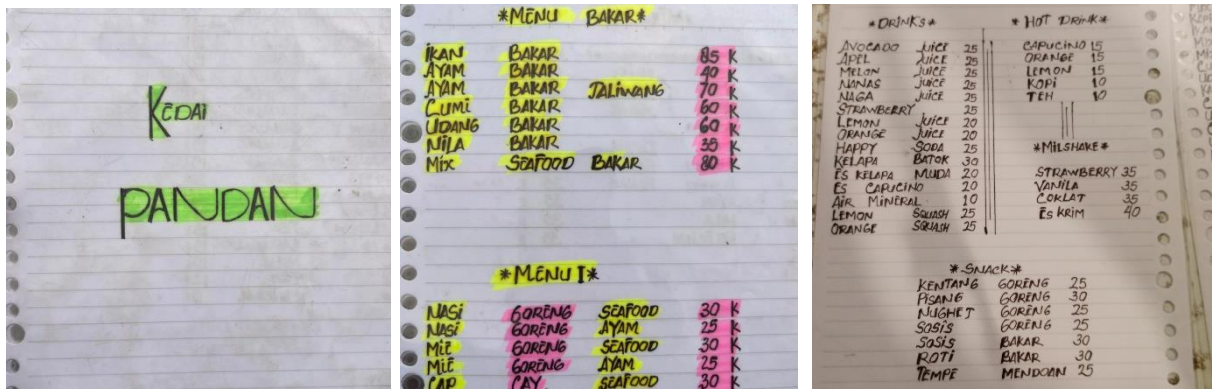 KEDAI
PANDAN
*MENU BAKAR*
IKAN BAKAR 85 K
AYAM BAKAR 40 K
AYAM BAKAR TALIWANG 70 K
CUMI BAKAR 60 K
UDANG BAKAR 60 K
NILA BAKAR 35 K
MIX SEAFOOD BAKAR 80 K
*MENU I*
NASI GORENG SEAFOOD 30 K
NASI GORENG AYAM 25 K
MIE GORENG SEAFOOD 30 K
MIE GORENG AYAM 25 K
CAP CAY SEAFOOD 30 K
*DRINKS*
AVOCADO JUICE 25
APEL JUICE 25
MELON JUICE 25
NANAS JUICE 25
NAGA JUICE 25
STRAWBERRY 25
LEMON JUICE 20
ORANGE JUICE 20
HAPPY SODA 25
KELAPA BATOK 30
ES KELAPA MUDA 20
ES CAPUCINO 20
AIR MINERAL 10
LEMON SQUASH 25
ORANGE SQUASH 25
*HOT DRINK*
CAPUCINO 15
ORANGE 15
LEMON 15
KOPI 10
TEH 10
*MILSHAKE*
STRAWBERRY 35
VANILA 35
COKLAT 35
ES KRIM 40
*SNACK*
KENTANG GORENG 25
PISANG GORENG 30
NUGHET GORENG 25
SOSIS GORENG 25
SOSIS BAKAR 30
ROTI BAKAR 30
TEMPE MENDOAN 25